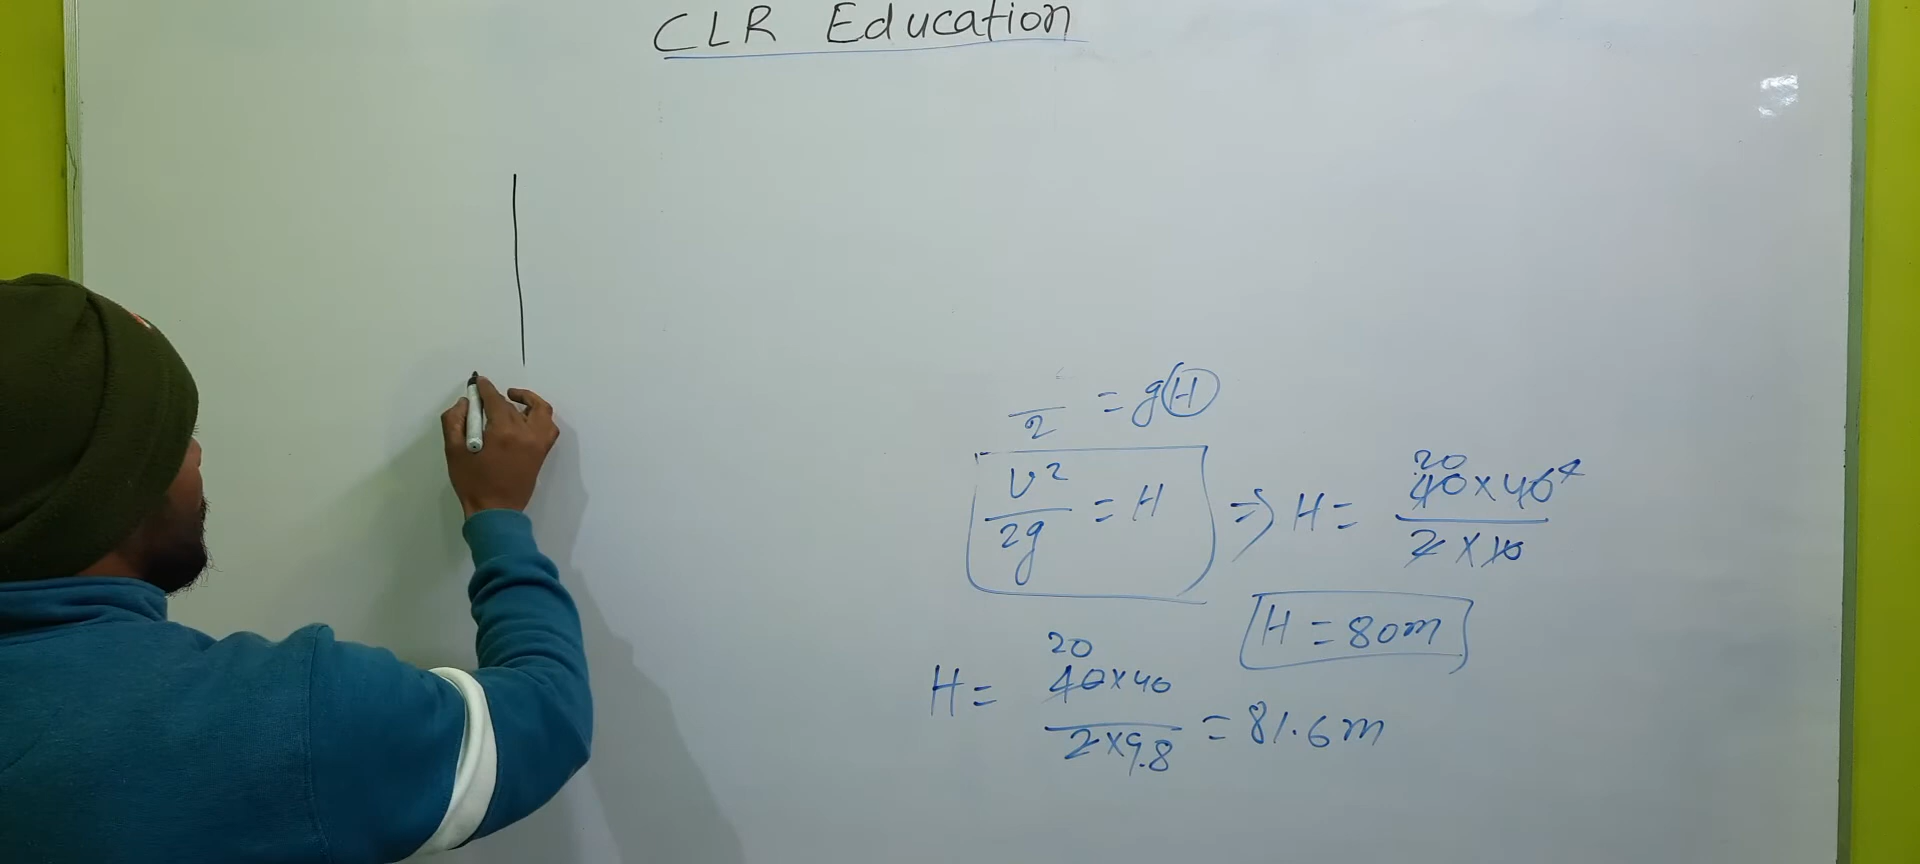 CLR Education
/2 = gH
v²/2g = H ⇒ H = 40×40/2×10
20
4
H = 80m
20
H = 40×40/2×9.8 = 81.6m